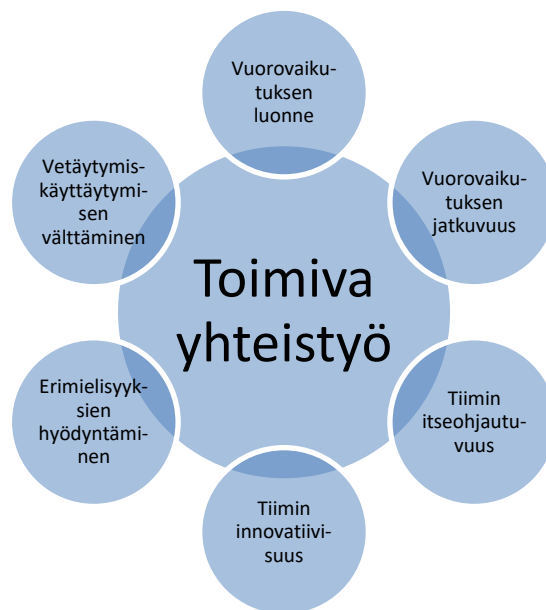 Vuorovaiku-
tuksen
luonne
Vuorovaiku-
tuksen
jatkuvuus
Tiimin
itseohjautu-
vuus
Tiimin
innovatiivi-
suus
Erimielisyyk-
sien
hyödyntämi-
nen
Vetäytymis-
käyttäytymi-
sen
välttäminen
Toimiva
yhteistyö